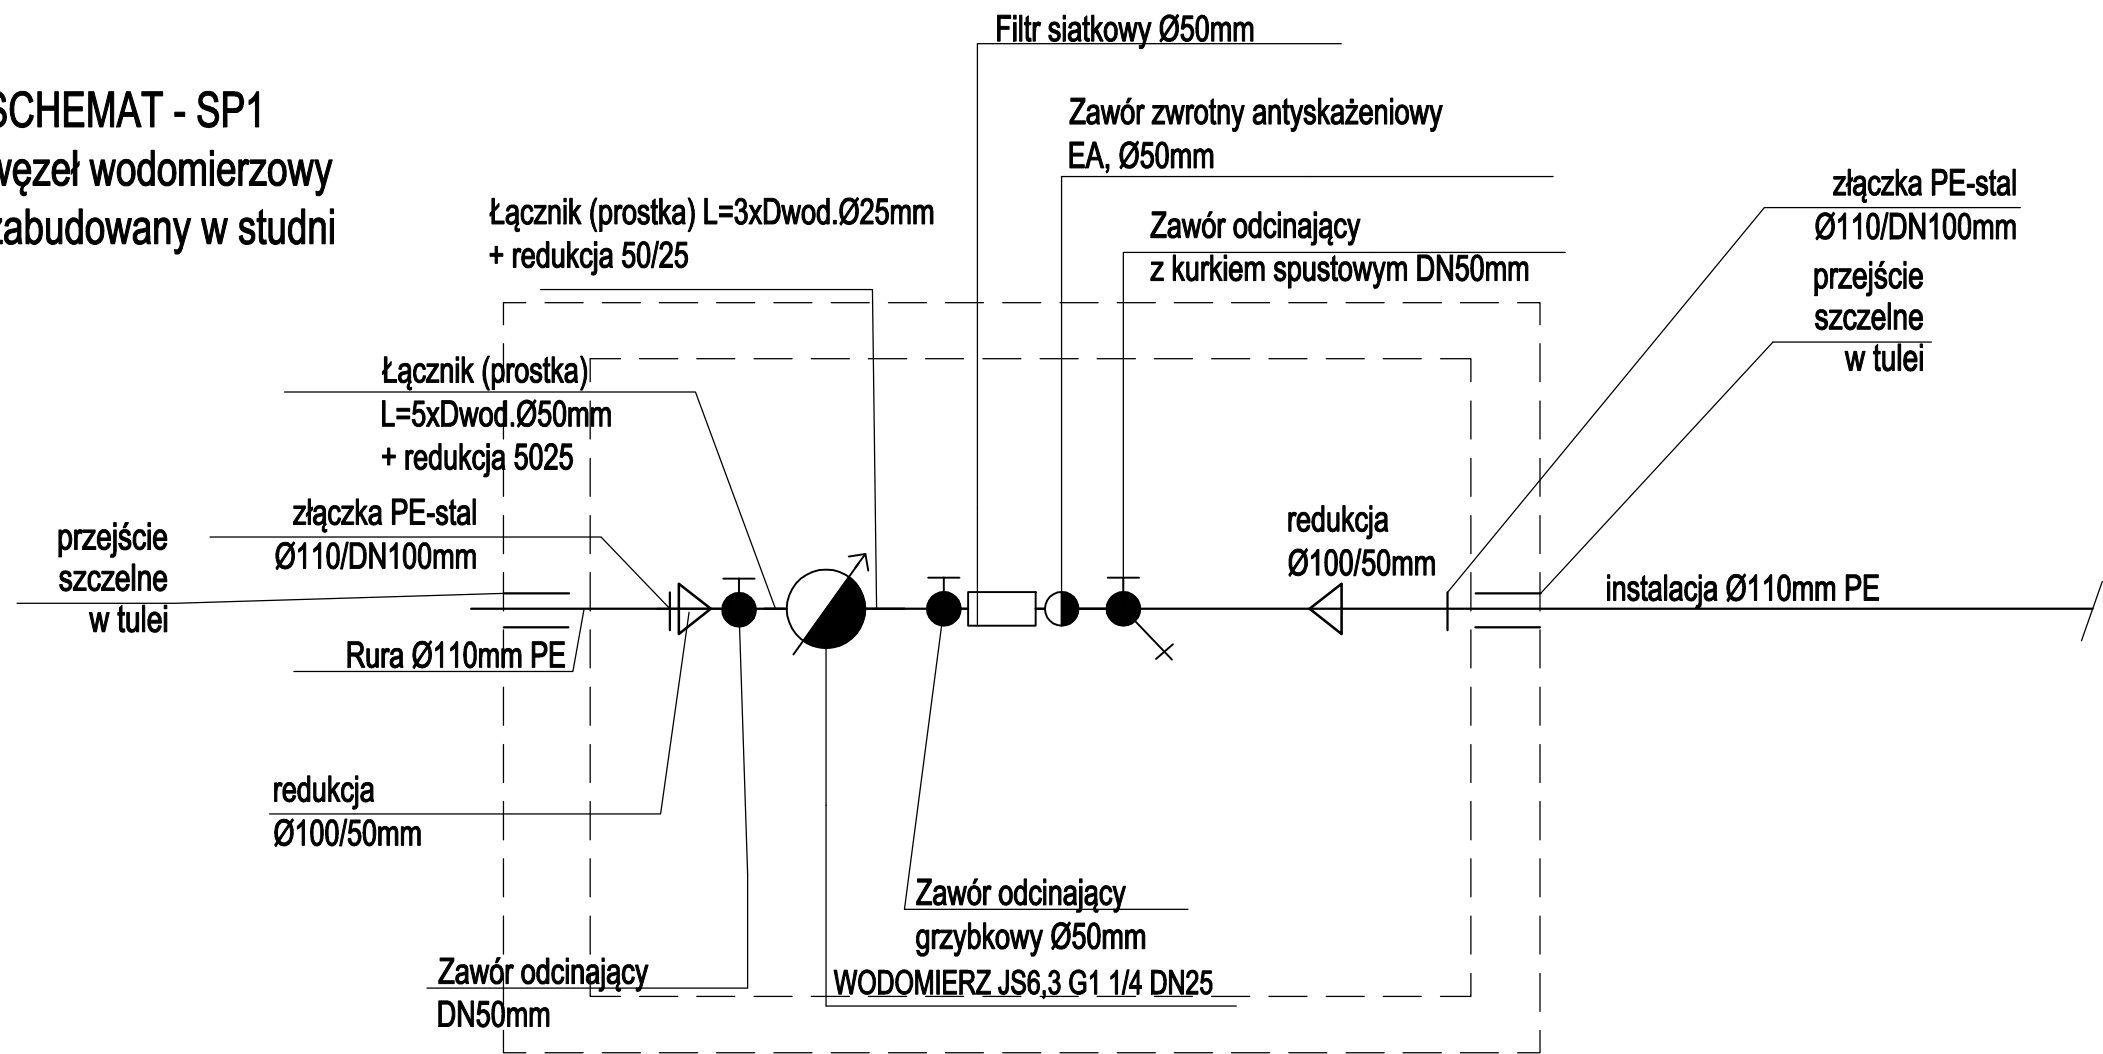 Filtr siatkowy Ø50mm
SCHEMAT - SP1
węzeł wodomierzowy
zabudowany w studni
Zawór zwrotny antyskażeniowy
EA, Ø50mm
Łącznik (prostka) L=3xDwod.Ø25mm
+ redukcja 50/25
Zawór odcinający
z kurkiem spustowym DN50mm
złączka PE-stal
Ø110/DN100mm
przejście
szczelne
w tulei
Łącznik (prostka)
L=5xDwod.Ø50mm
+ redukcja 5025
złączka PE-stal
Ø110/DN100mm
przejście
szczelne
w tulei
Rura Ø110mm PE
redukcja
Ø100/50mm
instalacja Ø110mm PE
redukcja
Ø100/50mm
Zawór odcinający
grzybkowy Ø50mm
Zawór odcinający
DN50mm
WODOMIERZ JS6,3 G1 1/4 DN25